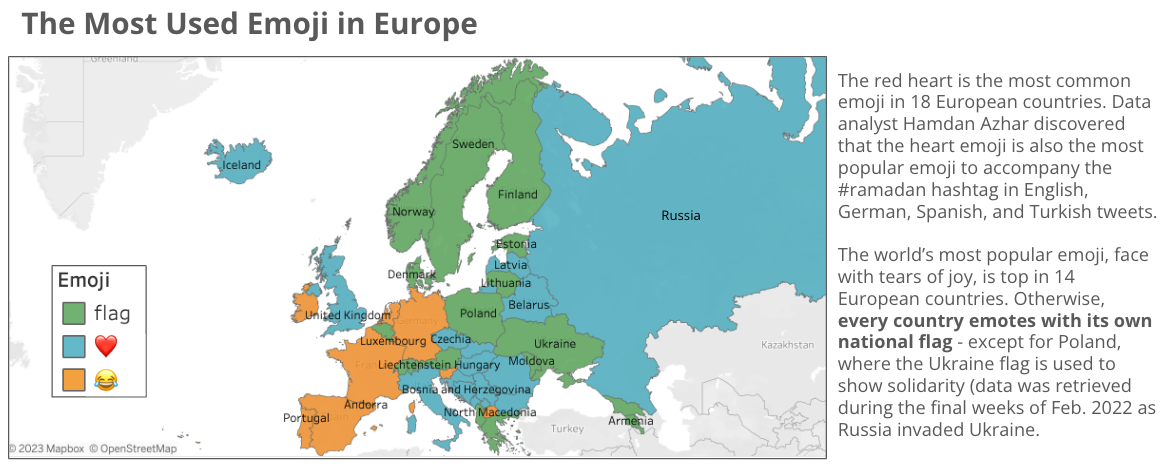 The Most Used Emoji in Europe
Greenland
Iceland
Sweden
Finland
Norway
Russia
Estonia
Latvia
Denmark
Lithuania
Belarus
United Kingdom
Germany
Poland
Luxembourg
Czechia
Ukraine
Kazakhstan
Liechtenstein
Hungary
Moldova
Bosnia and Herzegovina
Andorra
North Macedonia
Portugal
Armenia
Turkey
Emoji
flag
❤️
😂
© 2023 Mapbox © OpenStreetMap
The red heart is the most common
emoji in 18 European countries. Data
analyst Hamdan Azhar discovered
that the heart emoji is also the most
popular emoji to accompany the
#ramadan hashtag in English,
German, Spanish, and Turkish tweets.
The world’s most popular emoji, face
with tears of joy, is top in 14
European countries. Otherwise,
every country emotes with its own
national flag - except for Poland,
where the Ukraine flag is used to
show solidarity (data was retrieved
during the final weeks of Feb. 2022 as
Russia invaded Ukraine.